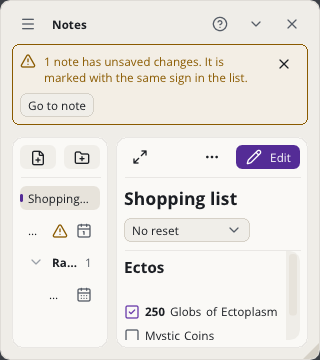 Notes
1 note has unsaved changes. It is
marked with the same sign in the list.
Go to note
Edit
Shopping...
Shopping list
No reset
...
Ra... 1
...
Ectos
250 Globs of Ectoplasm
Mystic Coins